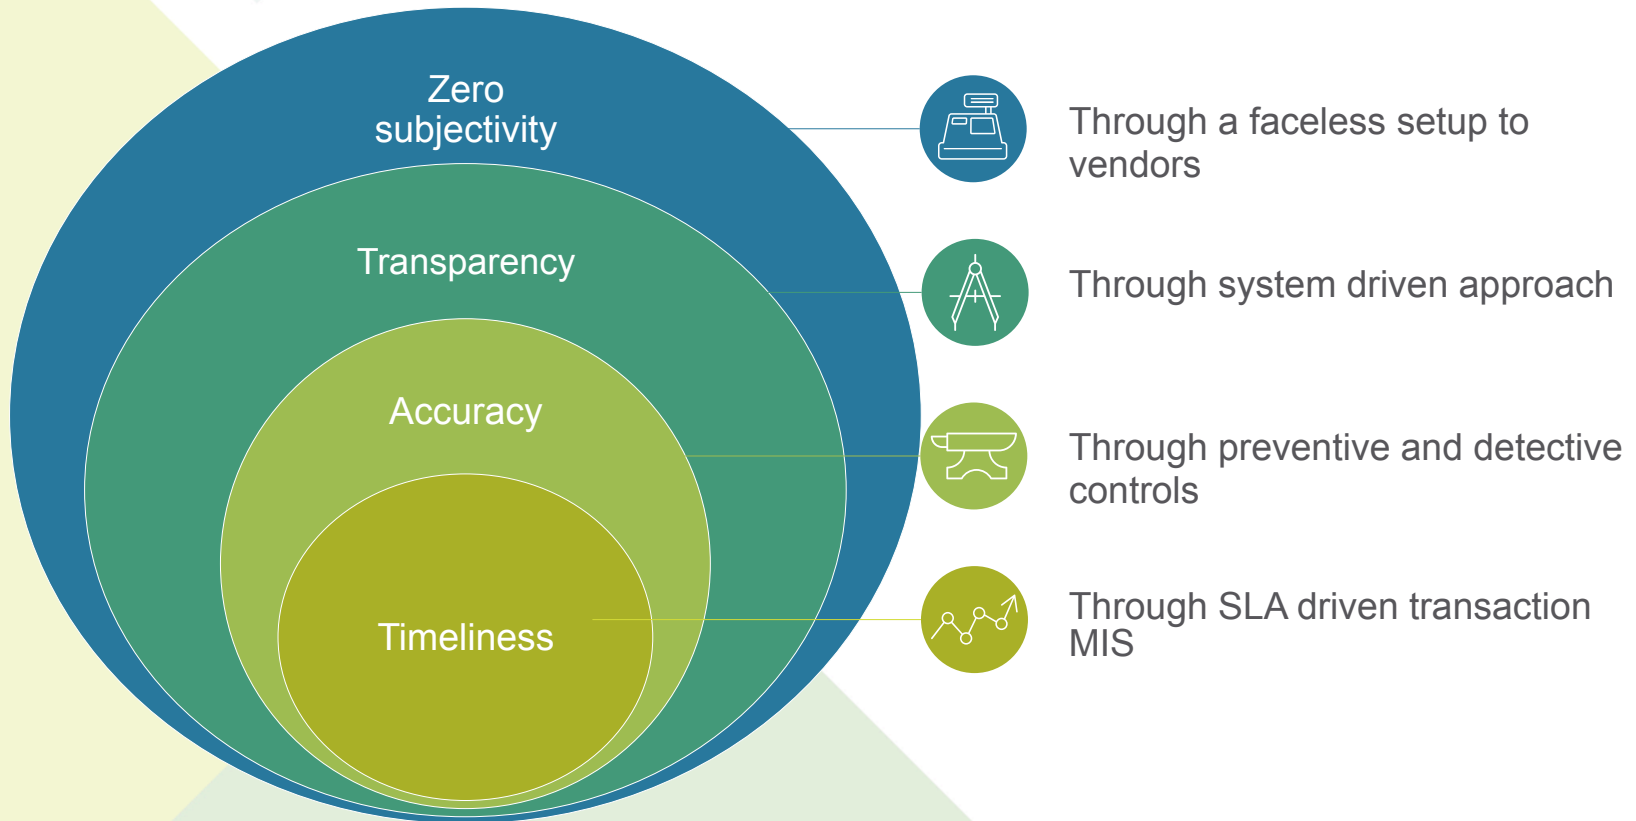 Zero
subjectivity
Through a faceless setup to
vendors
Transparency
Through system driven approach
Accuracy
Through preventive and detective
controls
Timeliness
Through SLA driven transaction
MIS